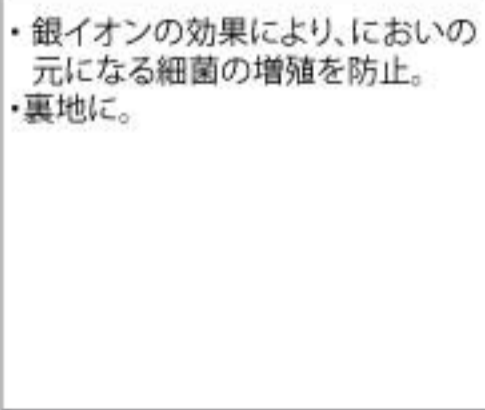 ・ 銀イオンの効果により、においの
元になる細菌の増殖を防止。
・裏地に。